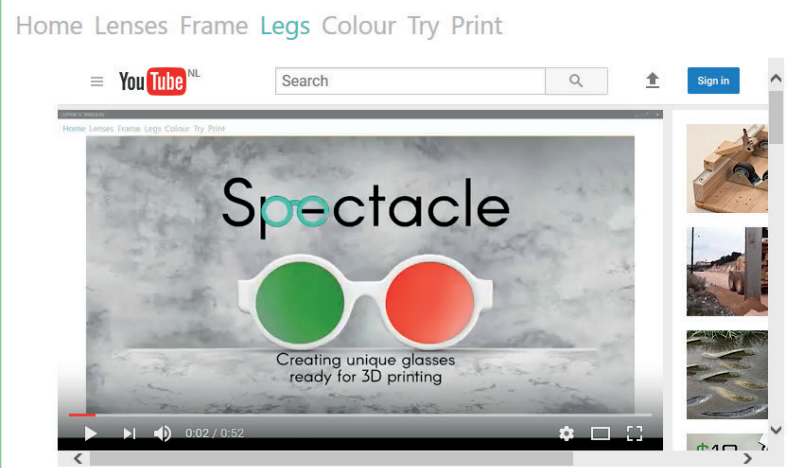 Home Lenses Frame Legs Colour Try Print
YouTube NL
Search
Sign in
Home Lenses Frame Legs Colour Try Print
Spectacle
Creating unique glasses
ready for 3D printing
0:02 / 0:52